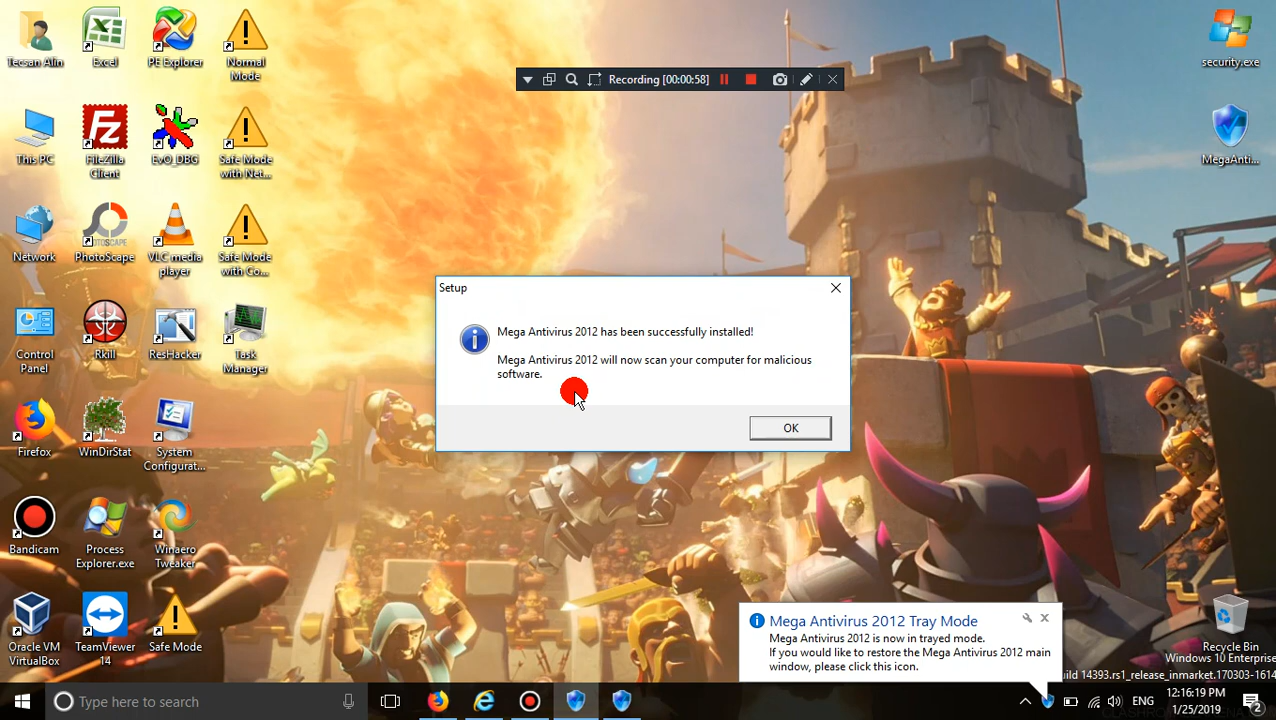 Tecsan Alin
Excel
PE Explorer
Normal
Mode
This PC
FileZilla
Client
EvO_DBG
Safe Mode
with Net...
Network
PhotoScape
VLC media
player
Safe Mode
with Co...
Control
Panel
Rkill
ResHacker
Task
Manager
Firefox
WinDirStat
System
Configurat...
Bandicam
Process
Explorer.exe
Winaero
Tweaker
Oracle VM
VirtualBox
TeamViewer
14
Safe Mode
Recording [00:00:58]
security.exe
MegaAnti...
Setup
Mega Antivirus 2012 has been successfully installed!
Mega Antivirus 2012 will now scan your computer for malicious
software.
OK
Mega Antivirus 2012 Tray Mode
Mega Antivirus 2012 is now in trayed mode.
If you would like to restore the Mega Antivirus 2012 main
window, please click this icon.
Recycle Bin
Windows 10 Enterprise
14393.rs1_release_inmarket.170303-1614
Type here to search
ENG
12:16:19 PM
1/25/2019
2